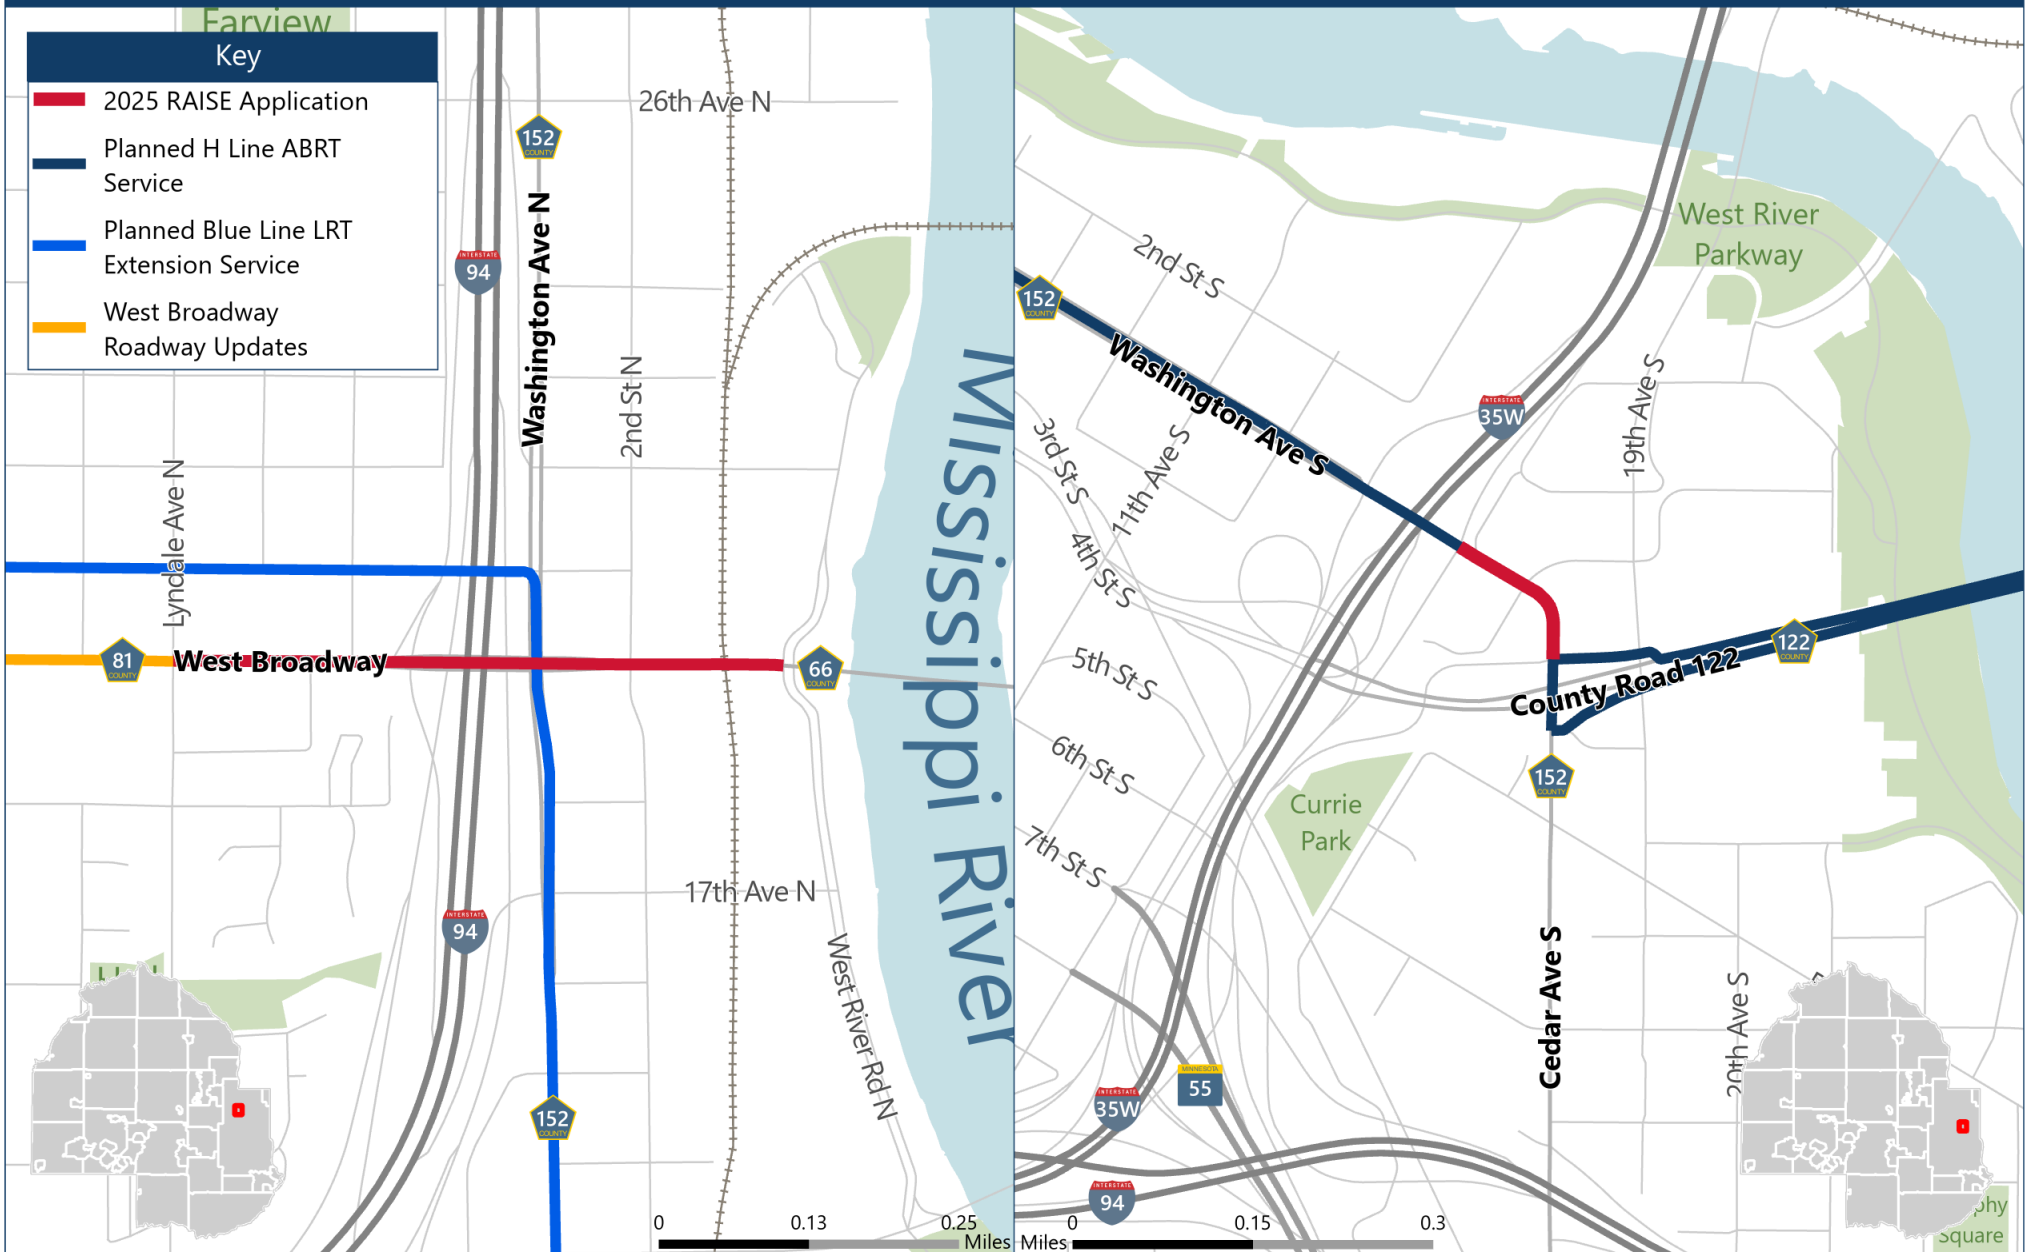 Farview
Key
2025 RAISE Application
Planned H Line ABRT
Service
Planned Blue Line LRT
Extension Service
West Broadway
Roadway Updates
26th Ave N
152
COUNTY
Washington Ave N
INTERSTATE
94
2nd St N
Lyndale Ave N
81
COUNTY
West Broadway
66
COUNTY
Mississippi River
17th Ave N
INTERSTATE
94
West River Rd N
152
COUNTY
0
0.13
0.25
Miles
West River
Parkway
2nd St S
152
COUNTY
Washington Ave S
INTERSTATE
35W
19th Ave S
3rd St S
11th Ave S
4th St S
122
COUNTY
County Road 122
5th St S
6th St S
152
COUNTY
Currie
Park
7th St S
Cedar Ave S
20th Ave S
INTERSTATE
35W
MINNESOTA
55
INTERSTATE
94
phy
Square
Miles
0
0.15
0.3